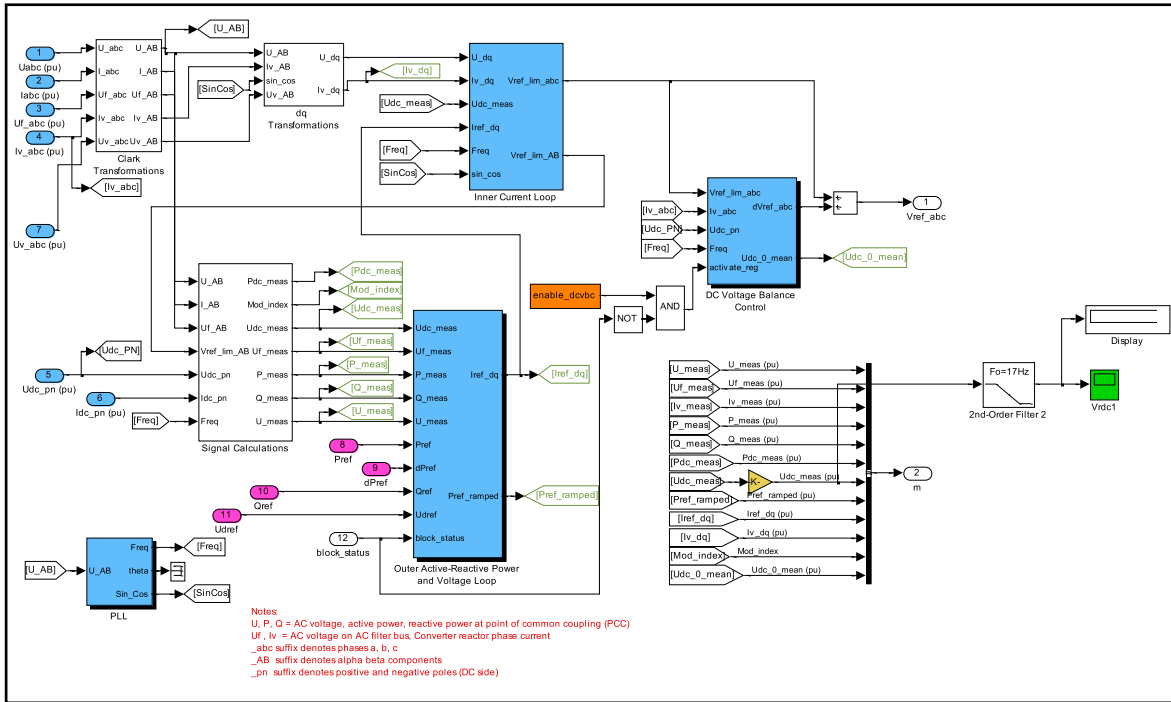 1
Uabc (pu)
2
Iabc (pu)
3
Uf_abc (pu)
4
Iv_abc (pu)
7
Uv_abc (pu)
U_abc U_AB
I_abc I_AB
Uf_abc Uf_AB
Iv_abc Iv_AB
Uv_abc Uv_AB
Clark
Transformations
[U_AB]
[Iv_abc]
[SinCos]
U_AB
Iv_AB
sin_cos
Uv_AB
U_dq
Iv_dq
dq
Transformations
[Iv_dq]
[Udc_meas]
[Freq]
[SinCos]
U_dq
Iv_dq
Udc_meas
Iref_dq
Freq
sin_cos
Vref_lim_abc
Vref_lim_AB
Inner Current Loop
[Iv_abc]
[Udc_PN]
[Freq]
Vref_lim_abc
Iv_abc
Udc_pn
Freq
activate_reg
dVref_abc
Udc_0_mean
DC Voltage Balance
Control
1
Vref_abc
[Udc_0_mean]
enable_dcvbc
NOT
AND
[Udc_PN]
5
Udc_pn (pu)
6
Idc_pn (pu)
[Freq]
U_AB
I_AB
Uf_AB
Vref_lim_AB
Udc_pn
Idc_pn
Freq
Pdc_meas
Mod_index
Udc_meas
Uf_meas
P_meas
Q_meas
U_meas
Signal Calculations
[Pdc_meas]
[Mod_index]
[Udc_meas]
[Uf_meas]
[P_meas]
[Q_meas]
[U_meas]
8
Pref
9
dPref
10
Qref
11
Udref
12
block_status
Udc_meas
Uf_meas
P_meas
Q_meas
U_meas
Pref
dPref
Qref
Udref
block_status
Iref_dq
Pref_ramped
Outer Active-Reactive Power
and Voltage Loop
[Iref_dq]
[Pref_ramped]
[U_meas] U_meas (pu)
[Uf_meas] Uf_meas (pu)
[Iv_meas] Iv_meas (pu)
[P_meas] P_meas (pu)
[Q_meas] Q_meas (pu)
[Pdc_meas] Pdc_meas (pu)
[Udc_meas] K- Udc_meas (pu)
[Pref_ramped] Pref_ramped (pu)
[Iref_dq] Iref_dq (pu)
[Iv_dq] Iv_dq (pu)
[Mod_index] Mod_index
[Udc_0_mean] Udc_0_mean (pu)
2
m
Fo=17Hz
2nd-Order Filter 2
Display
Vrdc1
[U_AB]
U_AB
Freq
theta
Sin_Cos
PLL
[Freq]
[SinCos]
Notes:
U, P, Q = AC voltage, active power, reactive power at point of common coupling (PCC)
Uf , Iv = AC voltage on AC filter bus, Converter reactor phase current
_abc suffix denotes phases a, b, c
_AB suffix denotes alpha beta components
_pn suffix denotes positive and negative poles (DC side)